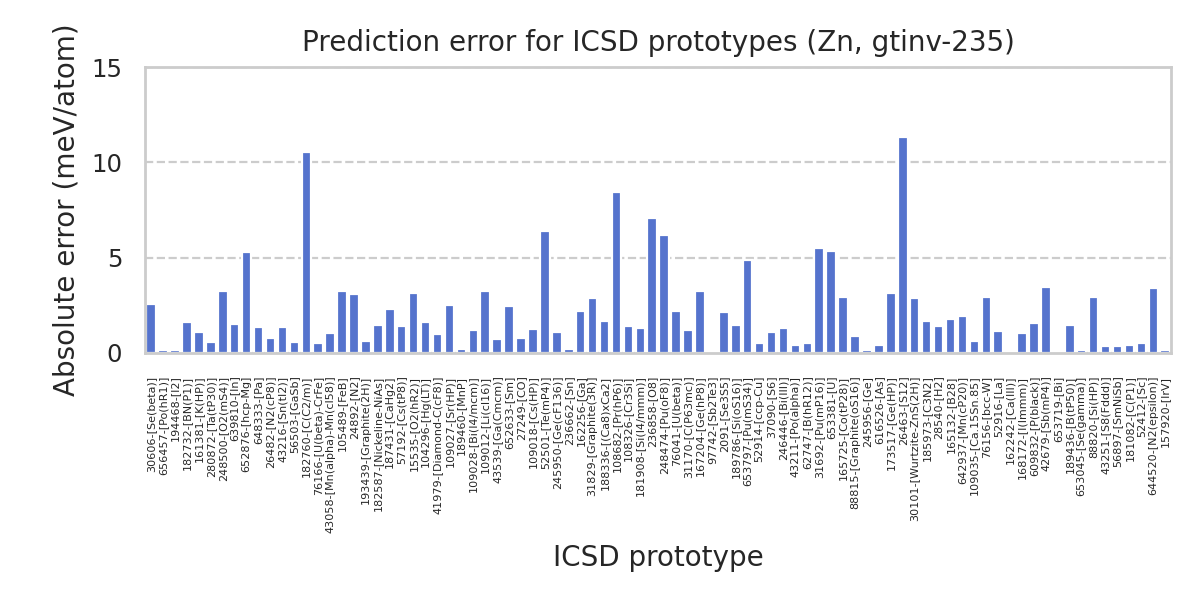 Prediction error for ICSD prototypes (Zn, gtinv-235)
Absolute error (meV/atom)
15
10
5
0
30606-[Se(beta)]
656457-[Po(hR1)]
194468-[I2]
182732-[BN(P1)]
161381-[K(HP)]
280872-[Ga(tP30)]
248500-[O2(mS4)]
639810-[In]
652876-[hcp-Mg]
648333-[Pa]
26482-[N2(cP8)]
43216-[Sn(tI2)]
5603-GaSb]
182760-[C(C2/m)]
76166-[U(beta)-CrFe]
43058-[Mn(alpha)-Mn(cI58)]
105489-[FeB]
24892-[N2]
193439-[Graphite(2H)]
182587-[Nickeline-NiAs]
187431-[CaHg2]
57192-[Cs(tP8)]
15535-[O2(hR2)]
104296-[Hg(LT)]
41979-[Diamond-C(cF8)]
109027-[Sr(HP)]
189460-[MnP]
109028-[Bi(I4/mcm)]
109012-[Li(cI16)]
43539-[Ga(Cmcm)]
652633-[Sm]
27249-[CO]
109018-[Cs(HP)]
52501-[Te(mP4)]
245950-[Ge(cF136)]
236662-[Sn]
162256-[Ga]
31829-[Graphite(3R)]
188336-[(Ca8)xCa2]
108682-[Pr(hP6)]
108326-[Cr3Si]
181908-[Si(I4/mmm)]
236858-[O8]
248474-[Pu(oF8)]
76041-[U(beta)]
31170-[C(P63mc)]
167204-[Ge(hP8)]
97742-[Sb2Te3]
2091-[Se3S5]
189786-[Si(oS16)]
653797-[Pu(mS34)]
52914-[ccp-Cu]
37090-[S6]
246446-[Bi(III)]
43211-[Po(alpha)]
62747-[B(hR12)]
31692-[Pu(mP16)]
653381-[U]
165725-[Co(tP28)]
88815-[Graphite(oS16)]
245956-[Ge]
616526-[As]
173517-[Ge(HP)]
26463-[S12]
30101-[Wurtzite-ZnS(2H)]
185973-[C3N2]
28540-[H2]
165132-[B28]
642937-[Mn(cP20)]
109035-[Ca.15Sn.85]
76156-[bcc-W]
52916-[La]
162242-[Ca(III)]
168172-[I(Immm)]
609832-[P(black)]
42679-[Sb(mP4)]
653719-[Bi]
189436-[B(tP50)]
653045-[Se(gamma)]
88820-[Si(HP)]
43251-[S8(Fddd)]
56897-[SmNiSb]
181082-[C(P1)]
52412-[Sc]
644520-[N2(epsilon)]
157920-[IrV]
ICSD prototype